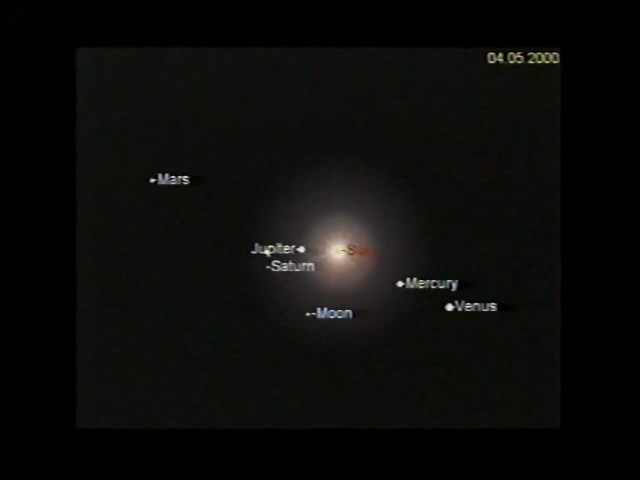 04.05.2000
Mars
Jupiter
Sun
Saturn
Mercury
Venus
Moon